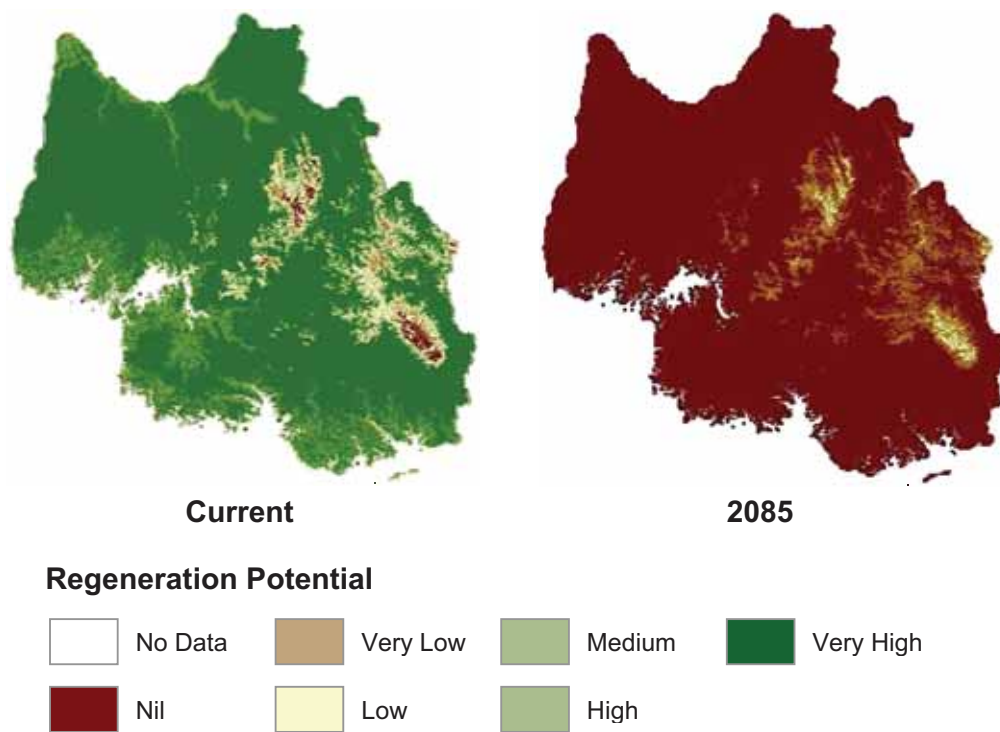 Current 2085
Regeneration Potential
No Data Very Low Medium Very High
Nil Low High